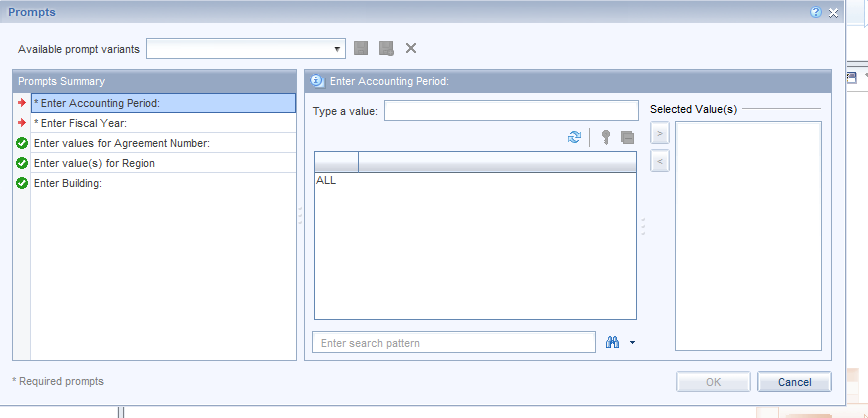 Prompts
Available prompt variants
Prompts Summary
* Enter Accounting Period:
* Enter Fiscal Year:
Enter values for Agreement Number:
Enter value(s) for Region
Enter Building:
Enter Accounting Period:
Type a value:
Selected Value(s)
>
<
ALL
Enter search pattern
* Required prompts
OK
Cancel